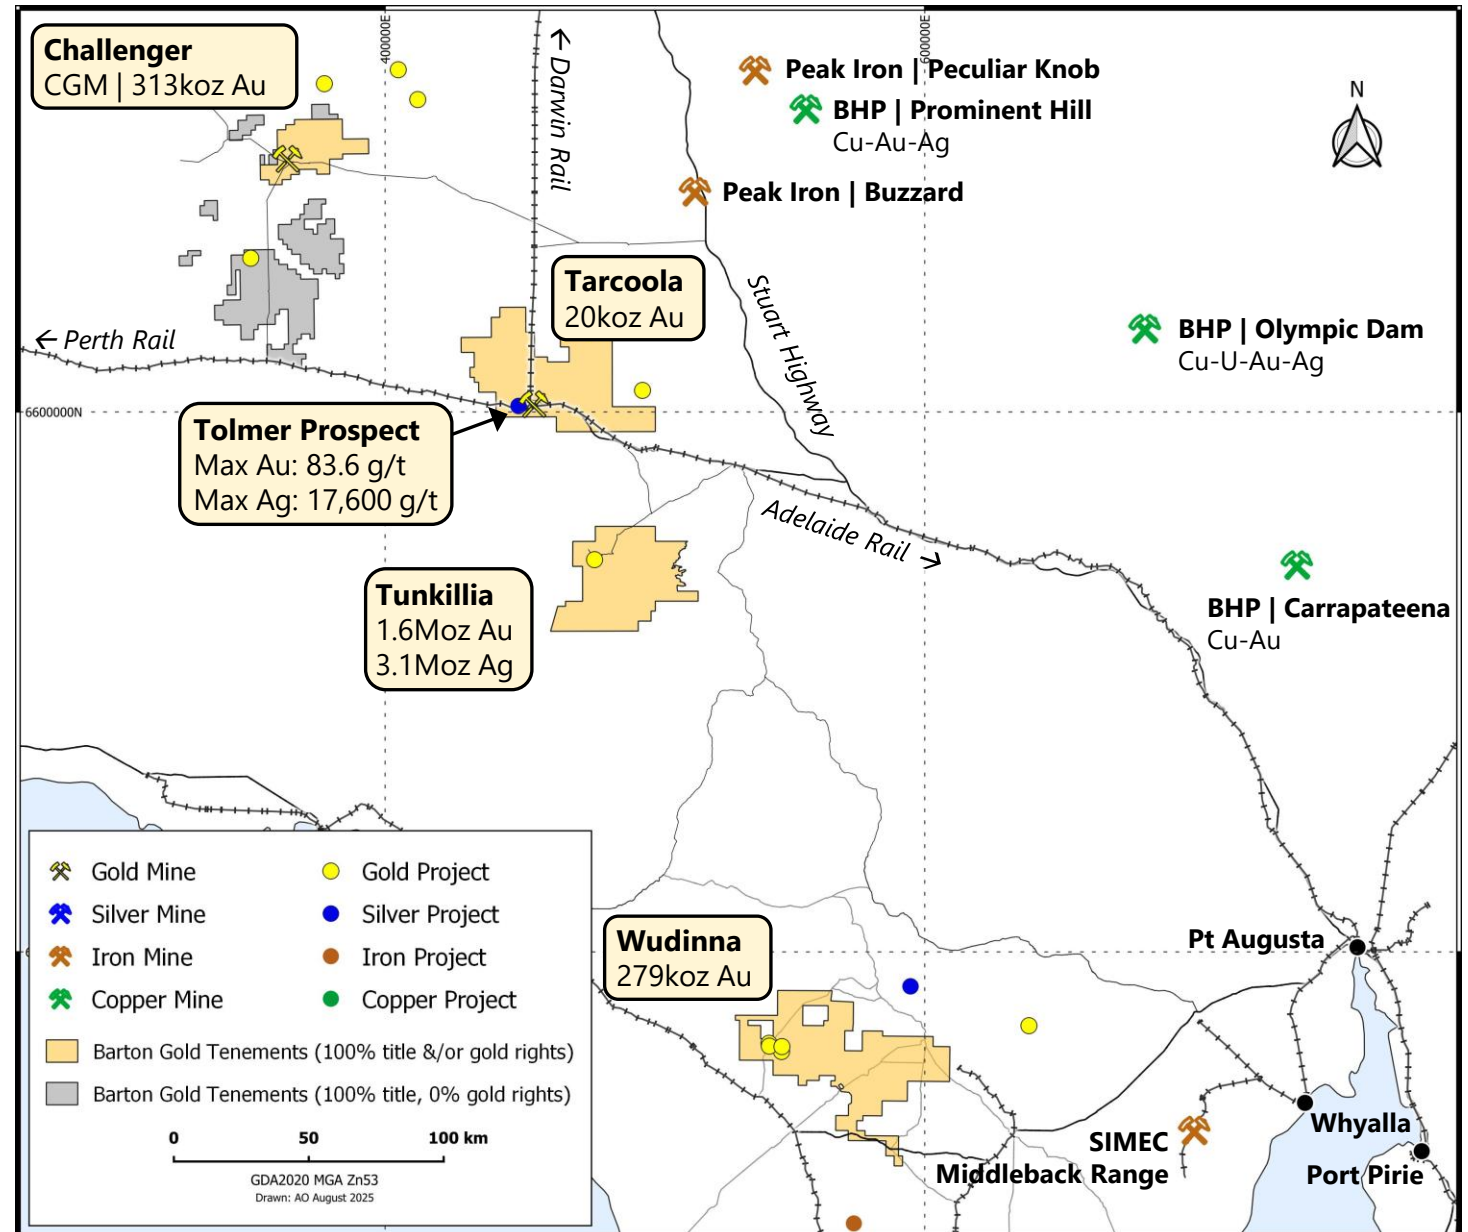 Challenger
CGM | 313koz Au
400000E
← Darwin Rail
600000E
Peak Iron | Peculiar Knob
BHP | Prominent Hill
Cu-Au-Ag
N
Peak Iron | Buzzard
Tarcoola
20koz Au
Stuart Highway
BHP | Olympic Dam
Cu-U-Au-Ag
← Perth Rail
6600000N
Tolmer Prospect
Max Au: 83.6 g/t
Max Ag: 17,600 g/t
Adelaide Rail →
Tunkillia
1.6Moz Au
3.1Moz Ag
BHP | Carrapateena
Cu-Au
Gold Mine
Gold Project
Silver Mine
Silver Project
Iron Mine
Iron Project
Copper Mine
Copper Project
Barton Gold Tenements (100% title &/or gold rights)
Barton Gold Tenements (100% title, 0% gold rights)
0 50 100 km
GDA2020 MGA Zn53
Drawn: AO August 2025
Wudinna
279koz Au
Pt Augusta
Whyalla
SIMEC
Middleback Range
Port Pirie